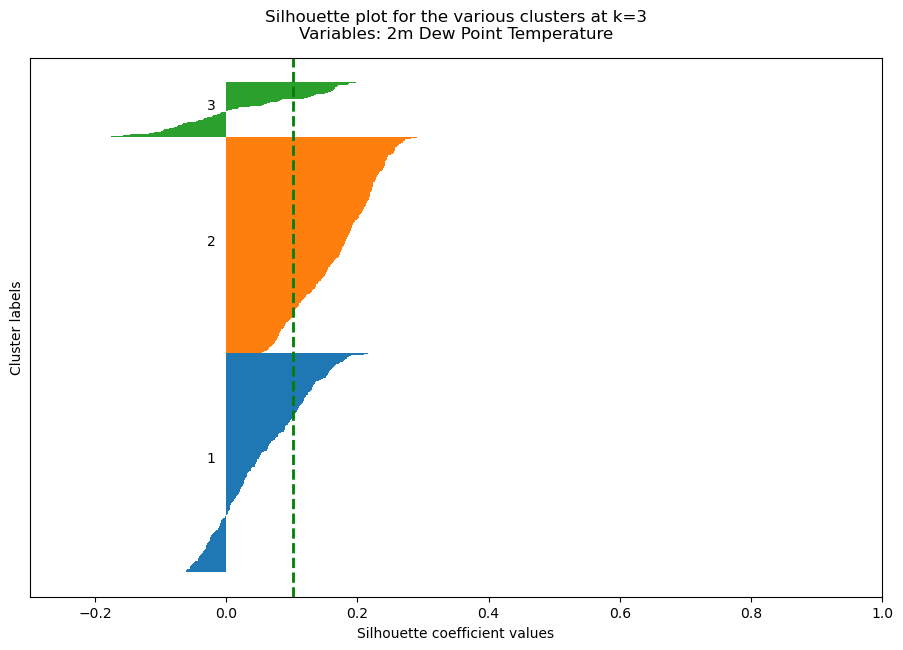 Silhouette plot for the various clusters at k=3
Variables: 2m Dew Point Temperature
3
2
1
Cluster labels
−0.2 0.0 0.2 0.4 0.6 0.8 1.0
Silhouette coefficient values